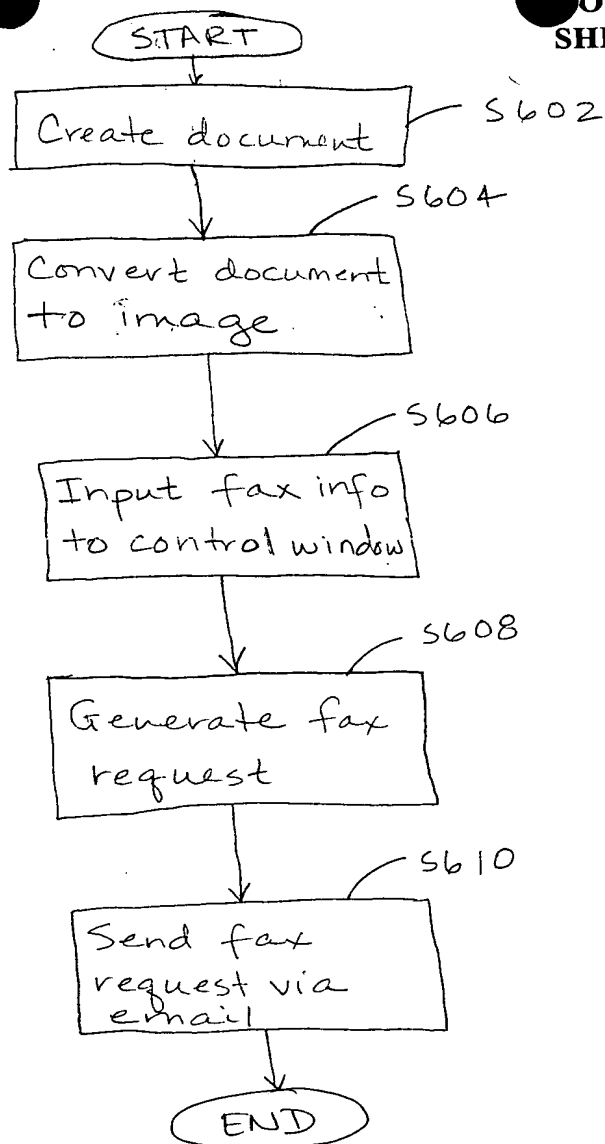 START
Create document
S602
S604
Convert document
to image
S606
Input fax info
to control window
S608
Generate fax
request
S610
Send fax
request via
email
END